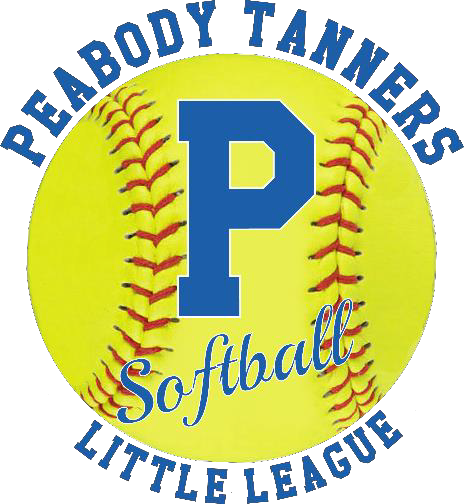 PEABODY TANNERS
P
Softball
LITTLE LEAGUE